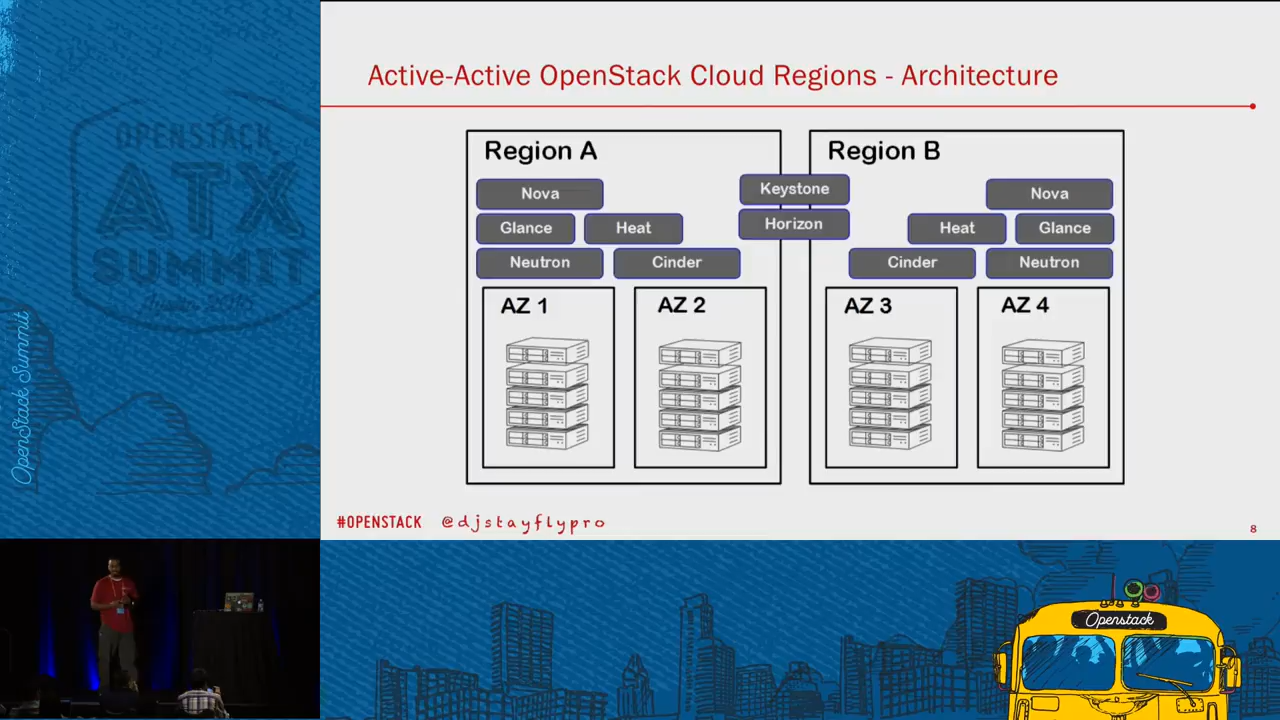 Active-Active OpenStack Cloud Regions - Architecture
Region A
Region B
Nova
Keystone
Nova
Glance
Heat
Horizon
Heat
Glance
Neutron
Cinder
Cinder
Neutron
AZ 1
AZ 2
AZ 3
AZ 4
#OPENSTACK @djstayflypro
8
OPENSTACK
ATX
SUMMIT
OpenStack Summit
Openstack